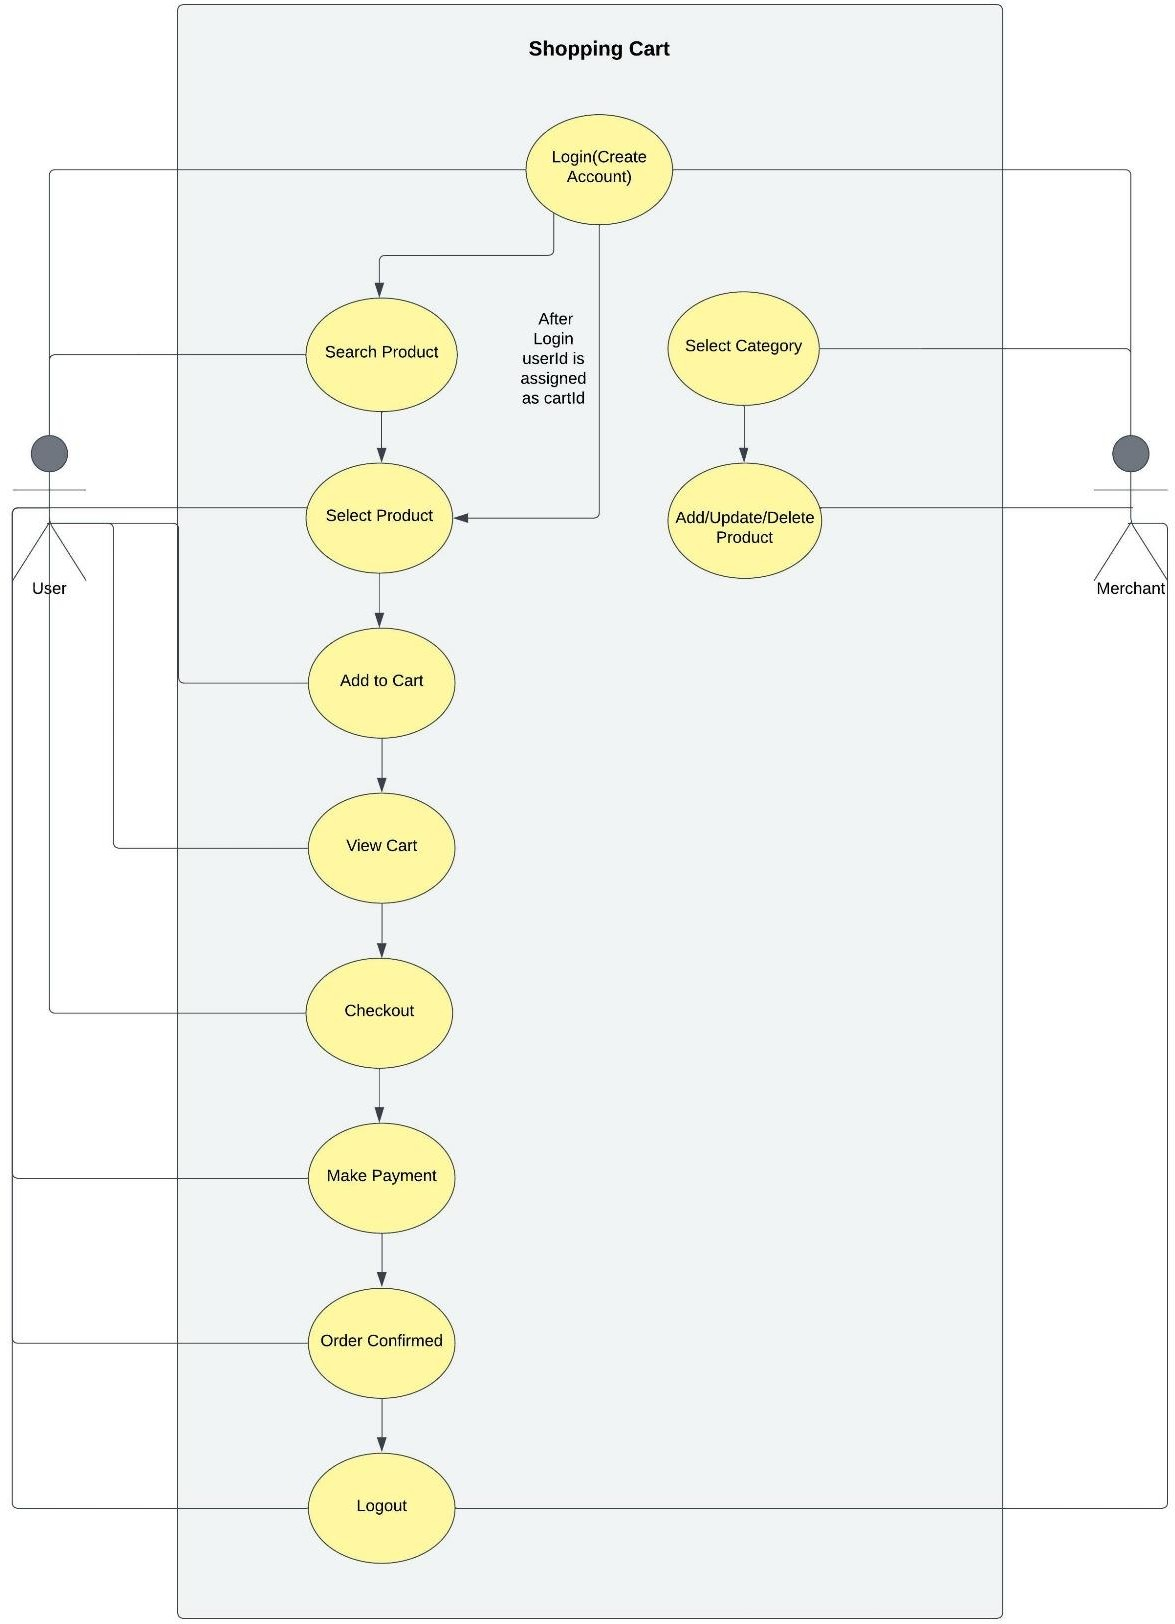 Shopping Cart
Login(Create
Account)
After
Login
userId is
assigned
as cartId
Search Product
Select Category
Select Product
Add/Update/Delete
Product
User
Merchant
Add to Cart
View Cart
Checkout
Make Payment
Order Confirmed
Logout